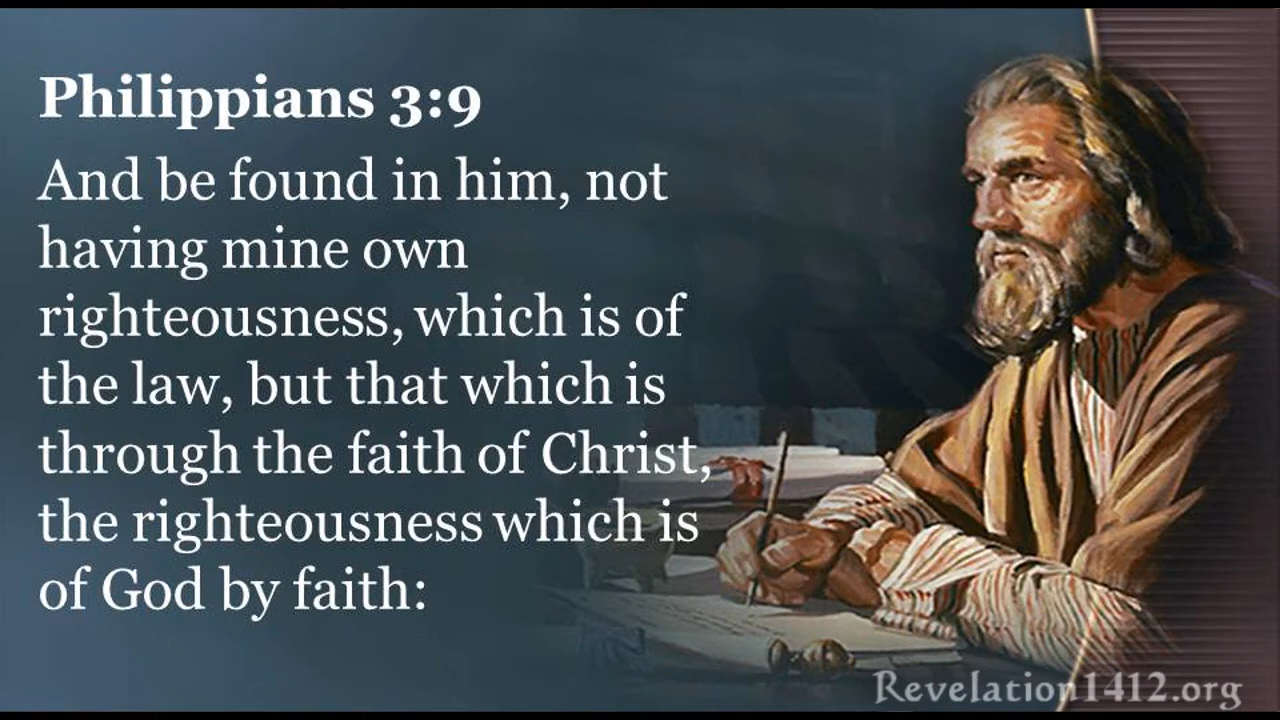 Philippians 3:9
And be found in him, not
having mine own
righteousness, which is of
the law, but that which is
through the faith of Christ,
the righteousness which is
of God by faith:
Revelation1412.org